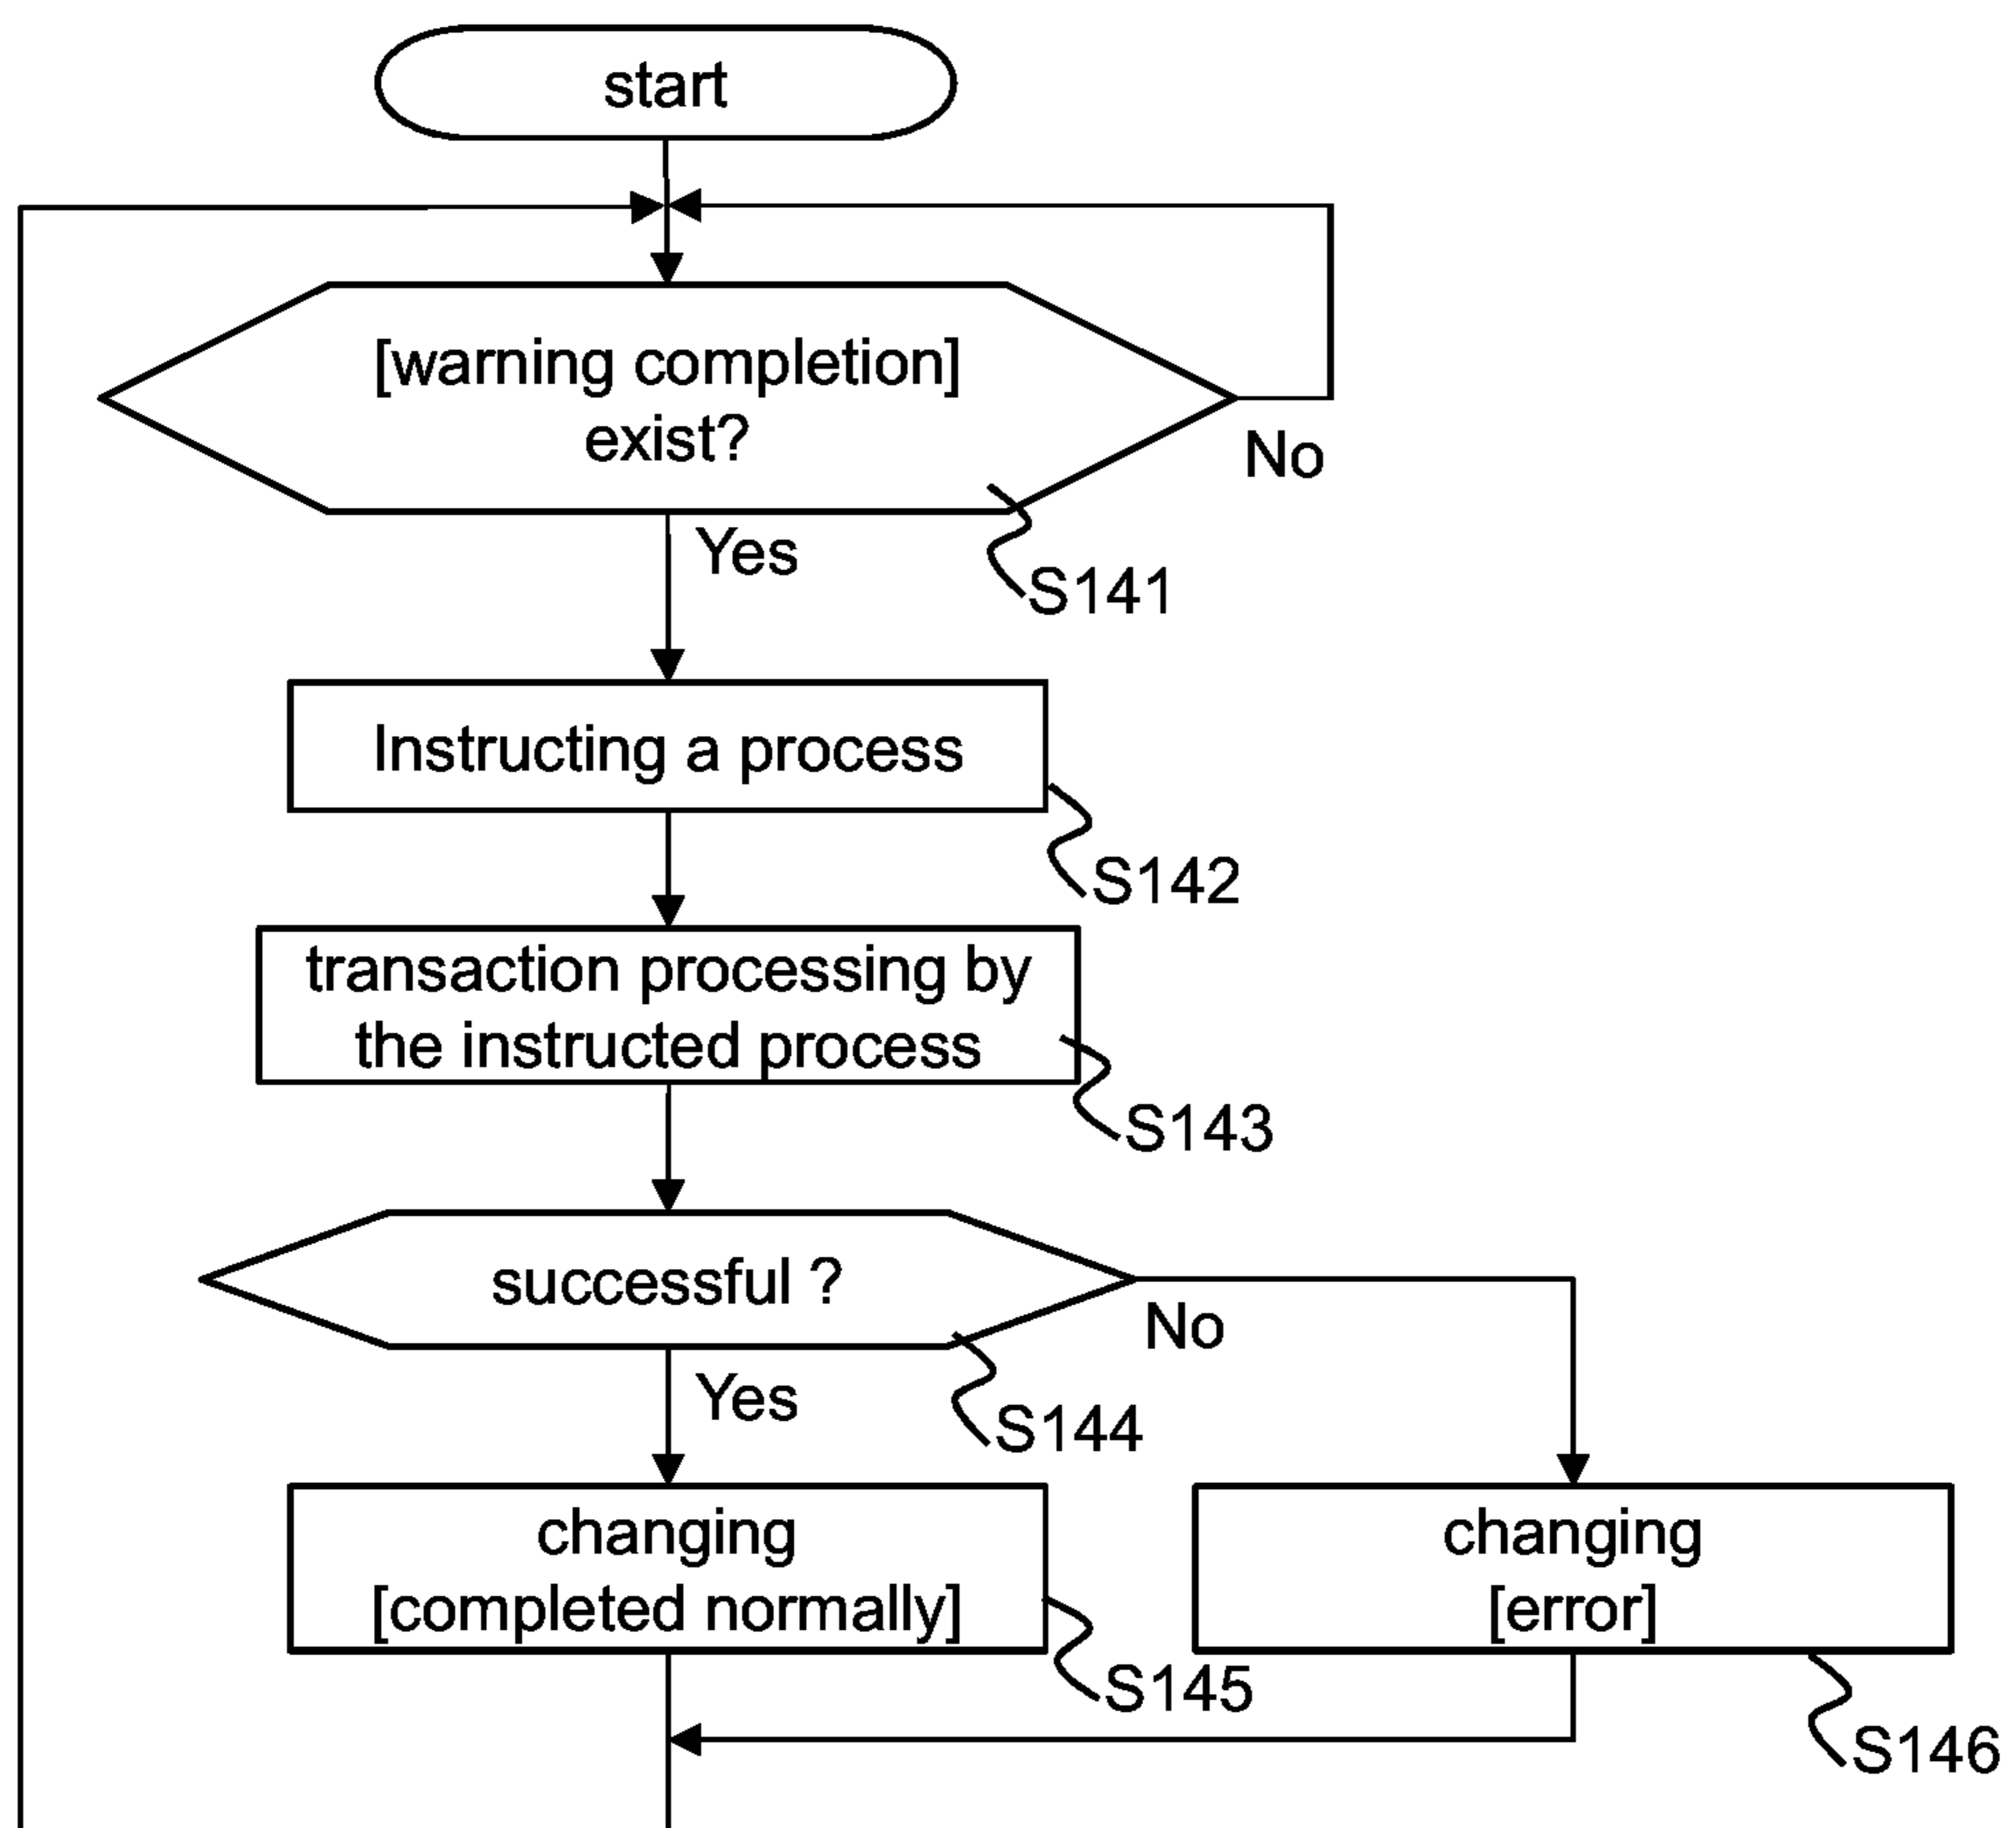 start
[warning completion]
exist?
No
Yes
S141
Instructing a process
S142
transaction processing by
the instructed process
S143
successful ?
No
Yes
S144
changing
[completed normally]
S145
changing
[error]
S146